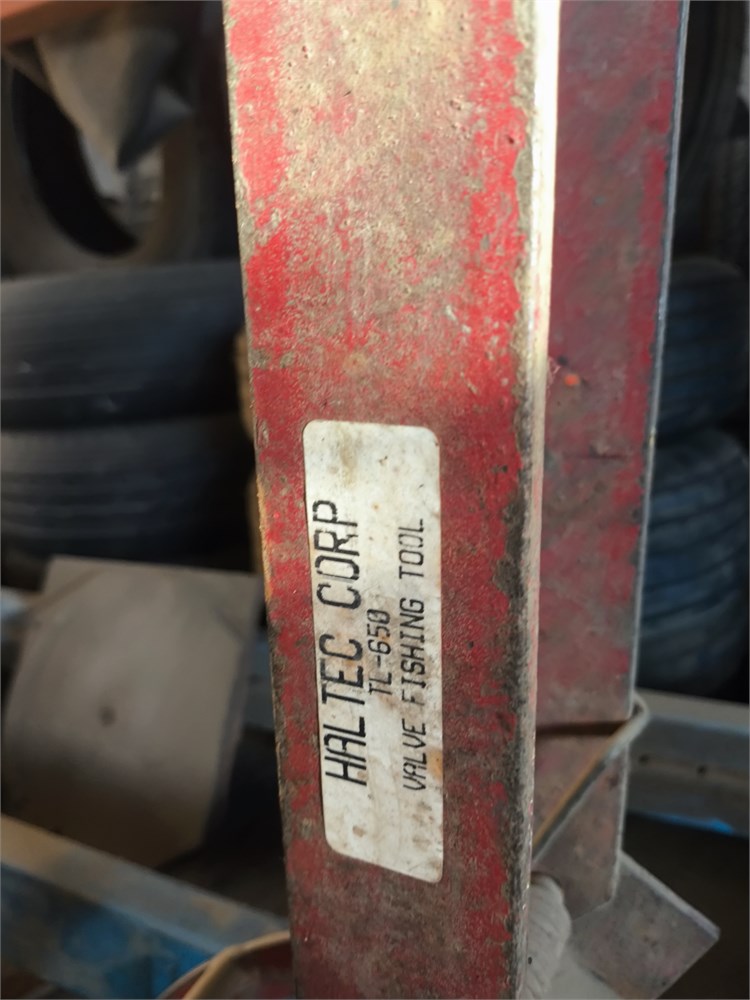 HALTEC CORP
TL-650
VALVE FISHING TOOL